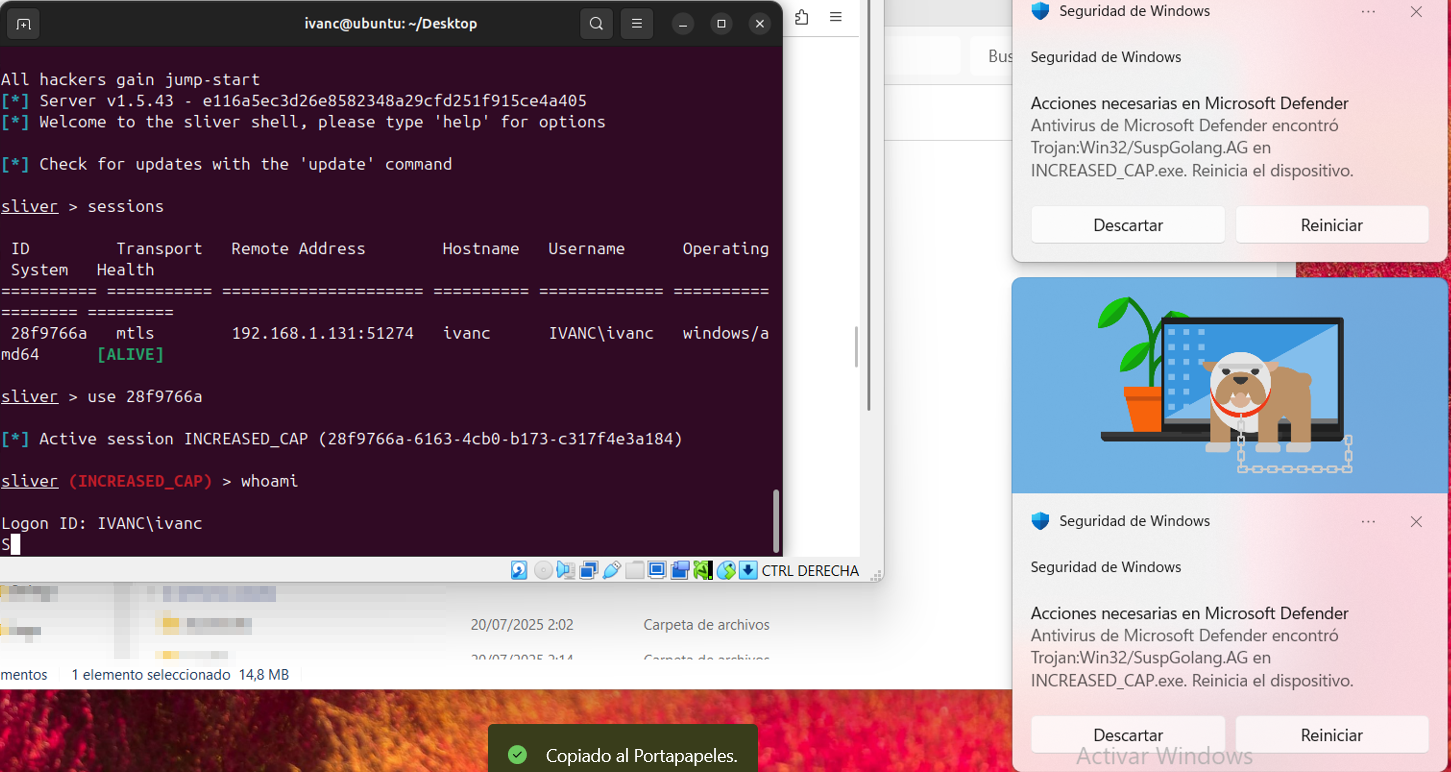 ivanc@ubuntu: ~/Desktop
All hackers gain jump-start
[*] Server v1.5.43 - e116a5ec3d26e8582348a29cfd251f915ce4a405
[*] Welcome to the sliver shell, please type 'help' for options
[*] Check for updates with the 'update' command
sliver > sessions
ID Transport Remote Address Hostname Username Operating
System Health
========== =========== ===================== ========== ============= ==========
======== =========
28f9766a mtls 192.168.1.131:51274 ivanc IVANC\ivanc windows/a
md64 [ALIVE]
sliver > use 28f9766a
[*] Active session INCREASED_CAP (28f9766a-6163-4cb0-b173-c317f4e3a184)
sliver (INCREASED_CAP) > whoami
Logon ID: IVANC\ivanc
S
CTRL DERECHA
20/07/2025 2:02 Carpeta de archivos
20/07/2025 2:14 Carpeta de archivos
mentos 1 elemento seleccionado 14,8 MB
Copiado al Portapapeles.
Bus
Seguridad de Windows
Seguridad de Windows
Acciones necesarias en Microsoft Defender
Antivirus de Microsoft Defender encontró
Trojan:Win32/SuspGolang.AG en
INCREASED_CAP.exe. Reinicia el dispositivo.
Descartar Reiniciar
Seguridad de Windows
Seguridad de Windows
Acciones necesarias en Microsoft Defender
Antivirus de Microsoft Defender encontró
Trojan:Win32/SuspGolang.AG en
INCREASED_CAP.exe. Reinicia el dispositivo.
Descartar Reiniciar
Activar Windows